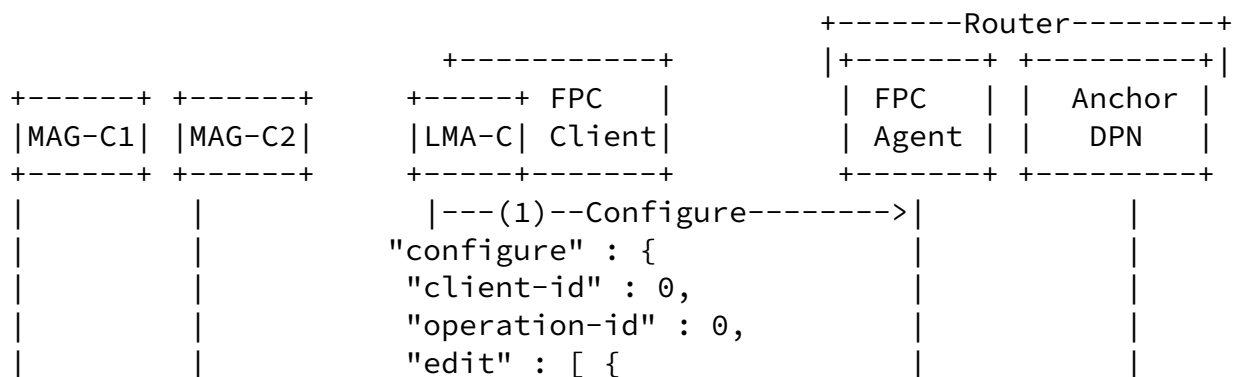 +-------Router--------+
                           +-----------+          |+-------+ +---------+|
+------+ +------+      +-----+ FPC   |          | FPC   | |  Anchor |
|MAG-C1| |MAG-C2|      |LMA-C| Client|          | Agent | |   DPN   |
+------+ +------+      +-----+-------+          +-------+ +---------+
|        |              |---(1)--Configure-------->|           |
|        |           "configure" : {               |           |
|        |            "client-id" : 0,             |           |
|        |            "operation-id" : 0,          |           |
|        |            "edit" : [ {                 |           |